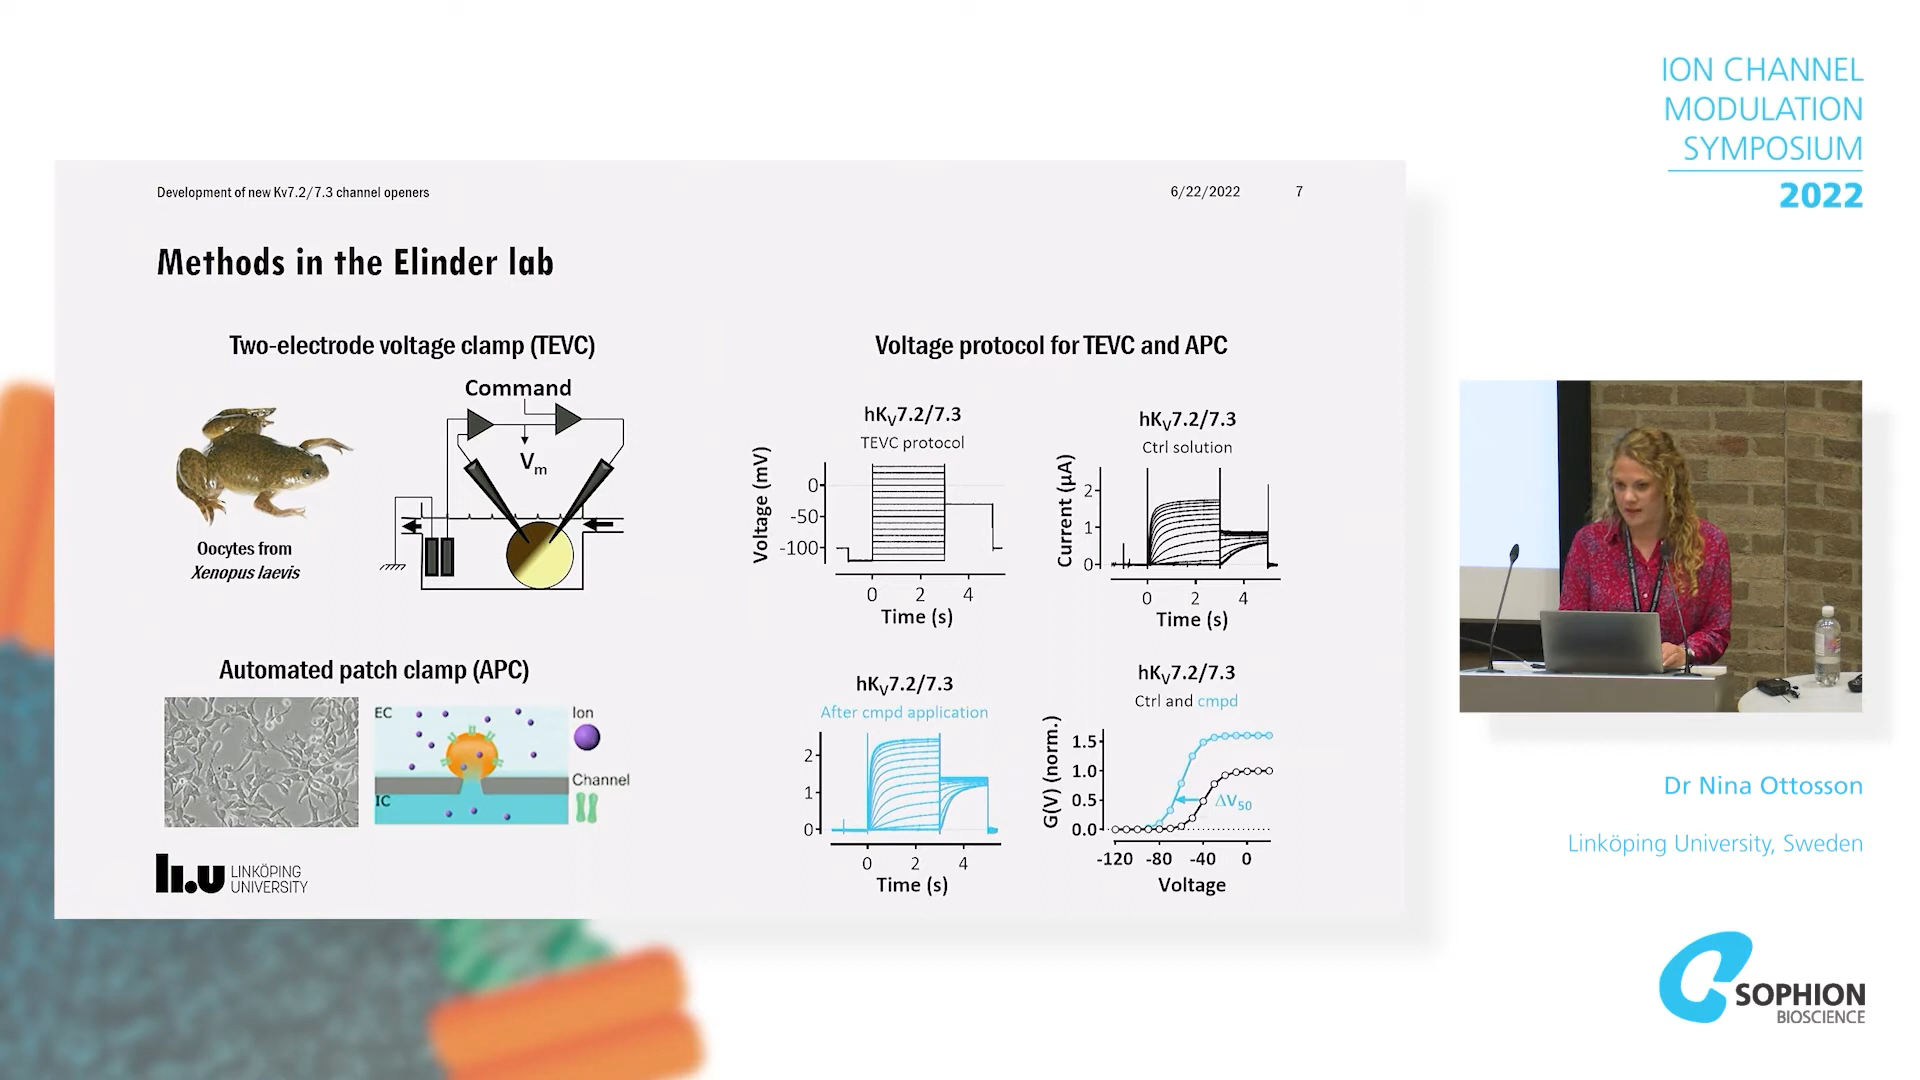 ION CHANNEL
MODULATION
SYMPOSIUM
2022
Development of new Kv7.2/7.3 channel openers
6/22/2022
7
Methods in the Elinder lab
Two-electrode voltage clamp (TEVC)
Command
Vm
Oocytes from
Xenopus laevis
Automated patch clamp (APC)
EC
IC
Ion
Channel
LINKÖPING
UNIVERSITY
Voltage protocol for TEVC and APC
hKV7.2/7.3
TEVC protocol
Voltage (mV)
0
-50
-100
0 2 4
Time (s)
hKV7.2/7.3
Ctrl solution
Current (µA)
2
1
0
0 2 4
Time (s)
hKV7.2/7.3
After cmpd application
2
1
0
0 2 4
Time (s)
hKV7.2/7.3
Ctrl and cmpd
G(V) (norm.)
1.5
1.0
0.5
0.0
ΔV50
-120 -80 -40 0
Voltage
Dr Nina Ottosson
Linköping University, Sweden
SOPHION
BIOSCIENCE